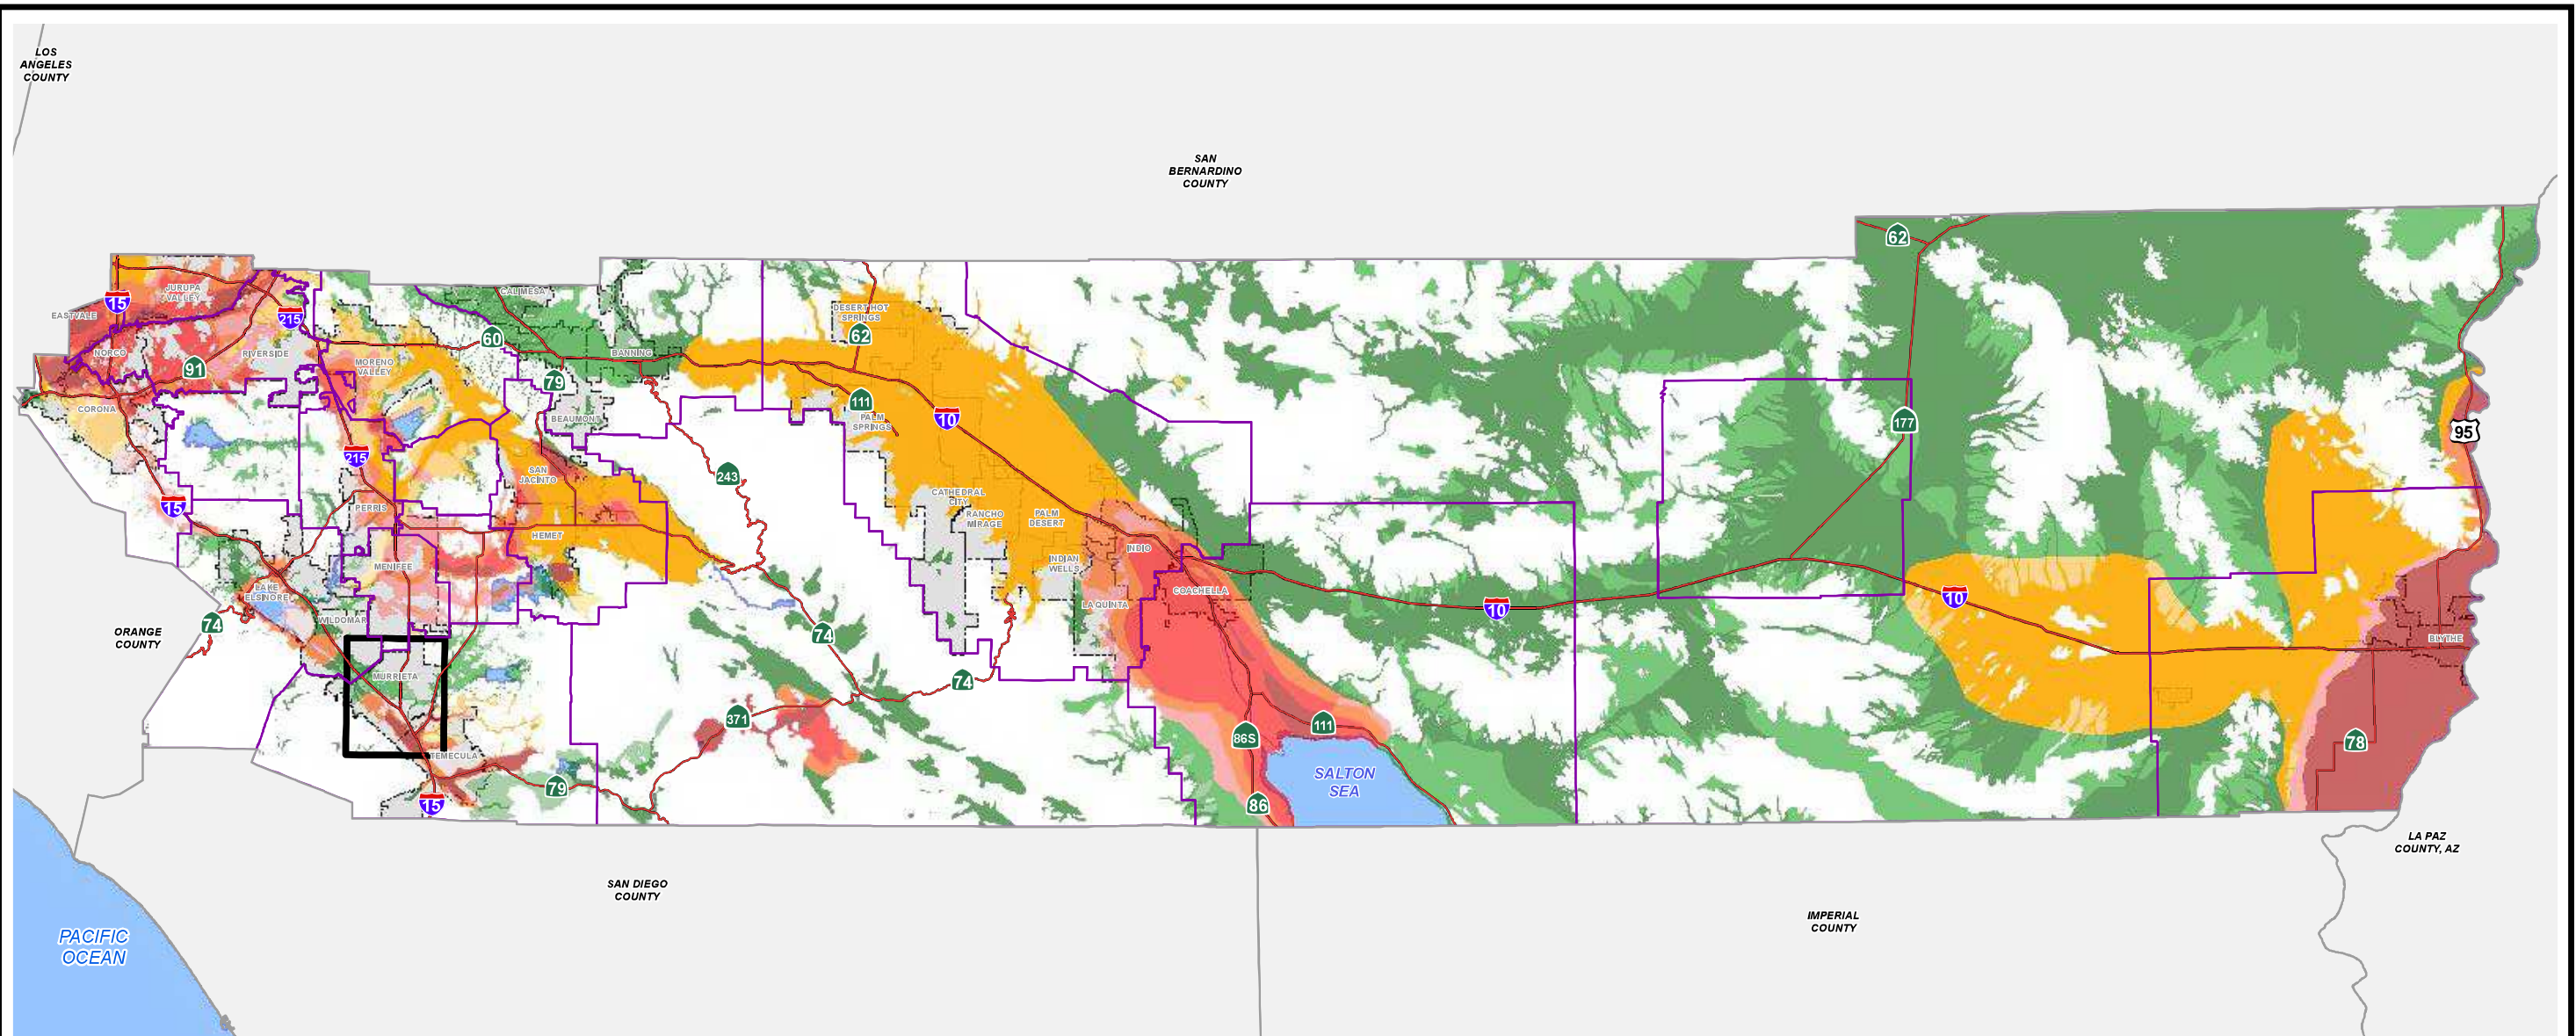 LOS
ANGELES
COUNTY
SAN
BERNARDINO
COUNTY
62
CALIMESA
JURUPA
VALLEY
15
EASTVALE
215
DESERT HOT
SPRINGS
62
60
NORCO
91
RIVERSIDE
BANNING
MORENO
VALLEY
79
CORONA
BEAUMONT
111
PALM
SPRINGS
10
177
95
215
SAN
JACINTO
243
15
PERRIS
CATHEDRAL
CITY
RANCHO
MIRAGE
PALM
DESERT
HEMET
INDIO
MENIFEE
INDIAN
WELLS
LAKE
ELSINORE
COACHELLA
LA QUINTA
10
10
74
WILDOMAR
ORANGE
COUNTY
74
BLYTHE
MURRIETA
74
371
111
86S
78
TEMECULA
SALTON
SEA
79
15
86
LA PAZ
COUNTY, AZ
SAN DIEGO
COUNTY
IMPERIAL
COUNTY
PACIFIC
OCEAN